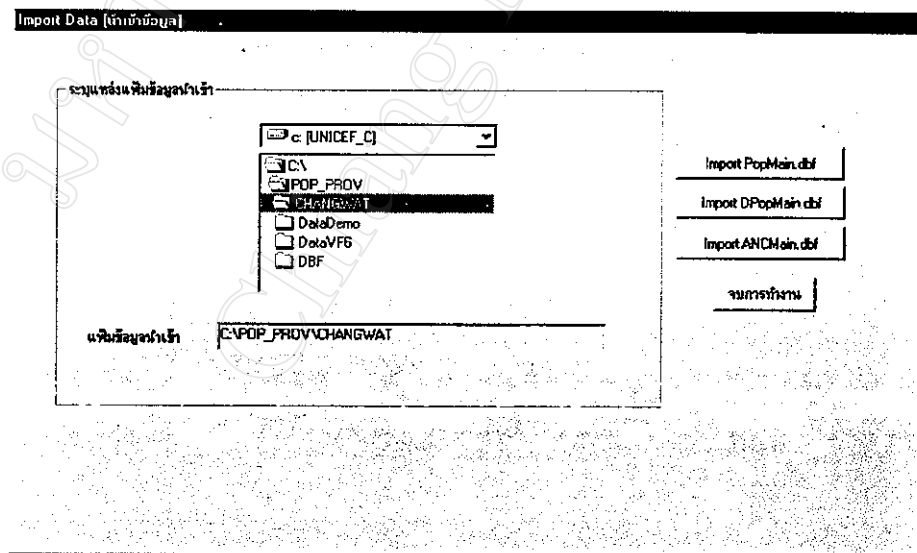 Import Data [นำเข้าข้อมูล]
ระบุแหล่งแฟ้มข้อมูลนำเข้า
c: [UNICEF_C]
C:\
POP_PROV
CHANGWAT
DataDemo
DataVF6
DBF
แฟ้มข้อมูลนำเข้า
C:\POP_PROV\CHANGWAT
Import PopMain.dbf
Import DPopMain.dbf
Import ANCMain.dbf
จบการทำงาน
Chiang